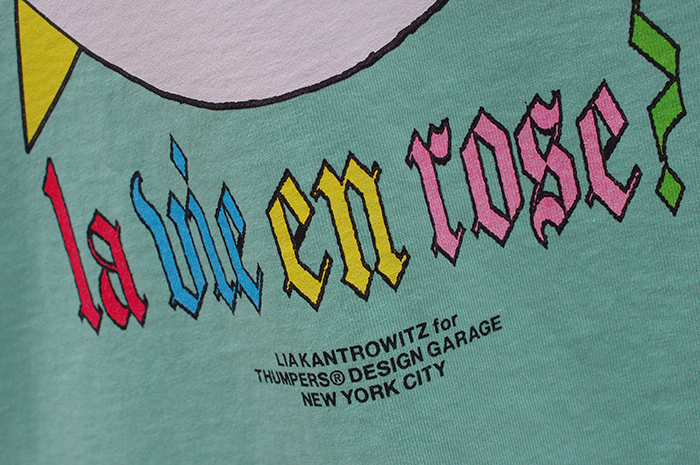 la vie en rose?
LIA KANTROWITZ for
THUMPERS® DESIGN GARAGE
NEW YORK CITY